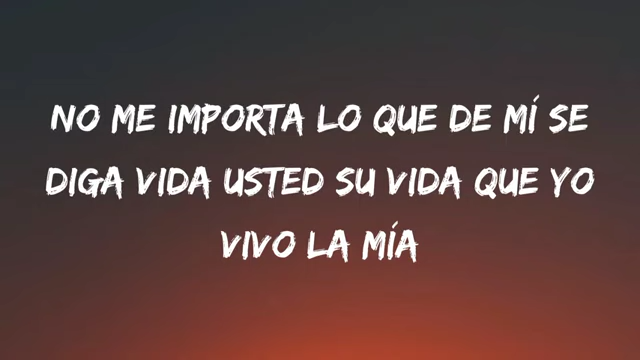 NO ME IMPORTA LO QUE DE MÍ SE
DIGA VIDA USTED SU VIDA QUE YO
VIVO LA MÍA